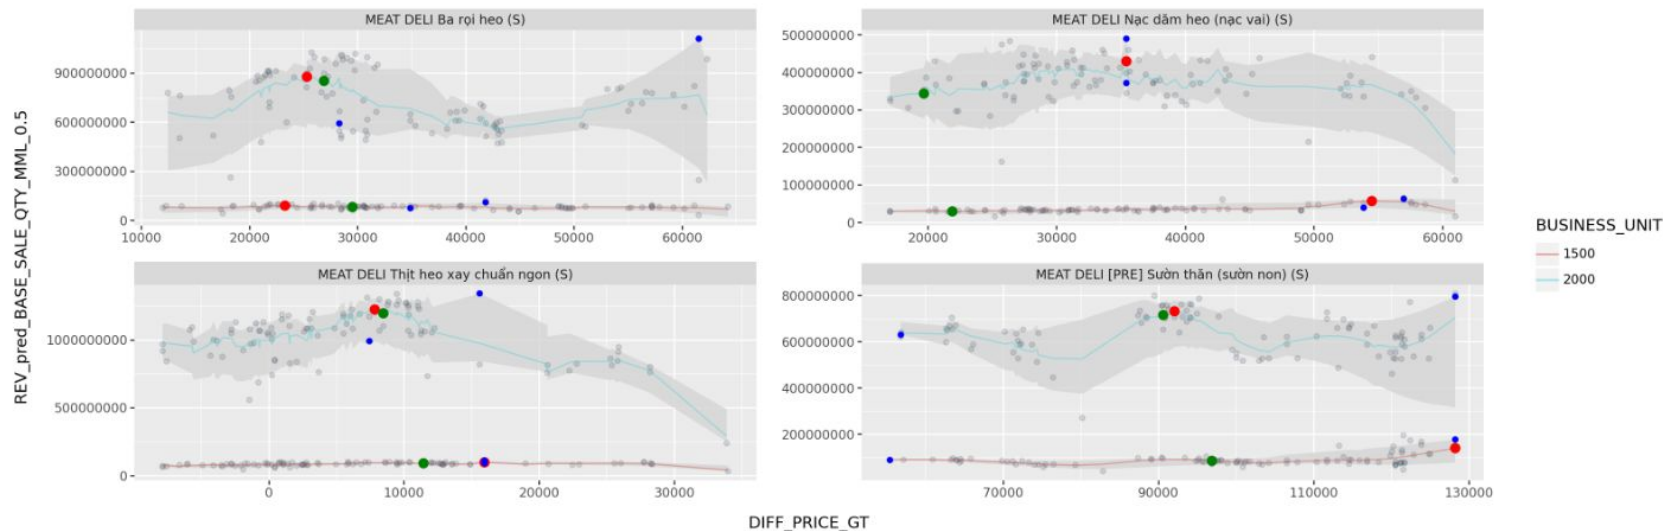 MEAT DELI Ba rọi heo (S)
MEAT DELI Nạc dăm heo (nạc vai) (S)
900000000
600000000
300000000
0
10000 20000 30000 40000 50000 60000
500000000
400000000
300000000
200000000
100000000
0
20000 30000 40000 50000 60000
MEAT DELI Thịt heo xay chuẩn ngon (S)
MEAT DELI [PRE] Sườn thăn (sườn non) (S)
1000000000
500000000
0
0 10000 20000 30000
800000000
600000000
400000000
200000000
70000 90000 110000 130000
REV_pred_BASE_SALE_QTY_MML_0.5
DIFF_PRICE_GT
BUSINESS_UNIT
1500
2000